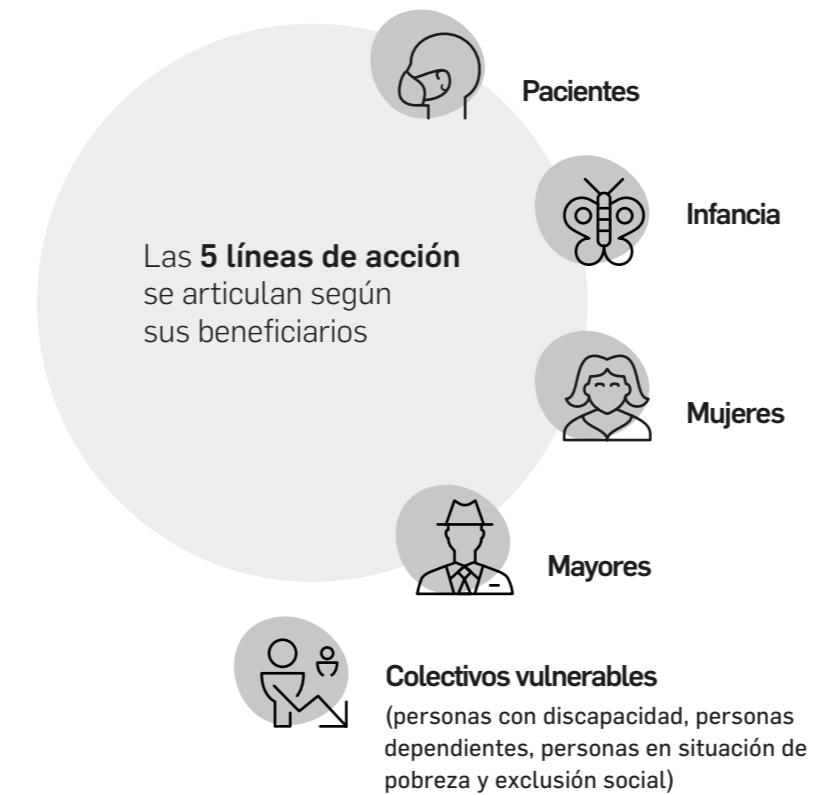 Pacientes
Infancia
Las 5 líneas de acción
se articulan según
sus beneficiarios
Mujeres
Mayores
Colectivos vulnerables
(personas con discapacidad, personas
dependientes, personas en situación de
pobreza y exclusión social)